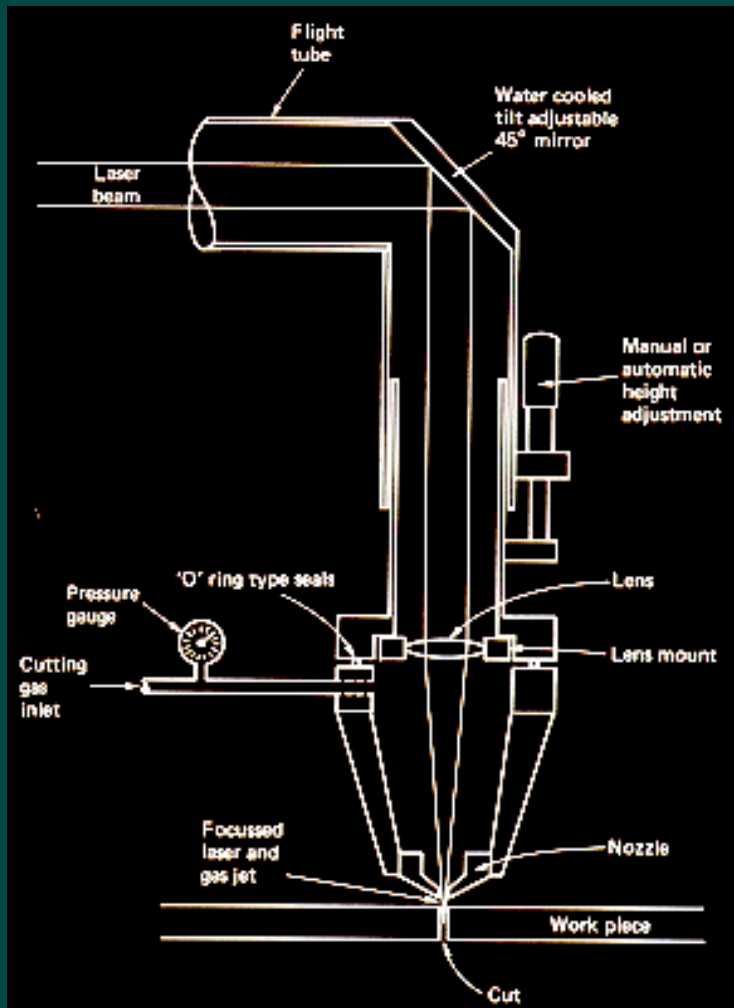 Flight
tube
Water cooled
tilt adjustable
45° mirror
Laser
beam
Manual or
automatic
height
adjustment
'O' ring type seals
Lens
Pressure
gauge
Lens mount
Cutting
gas
inlet
Focussed
laser and
gas jet
Nozzle
Work piece
Cut